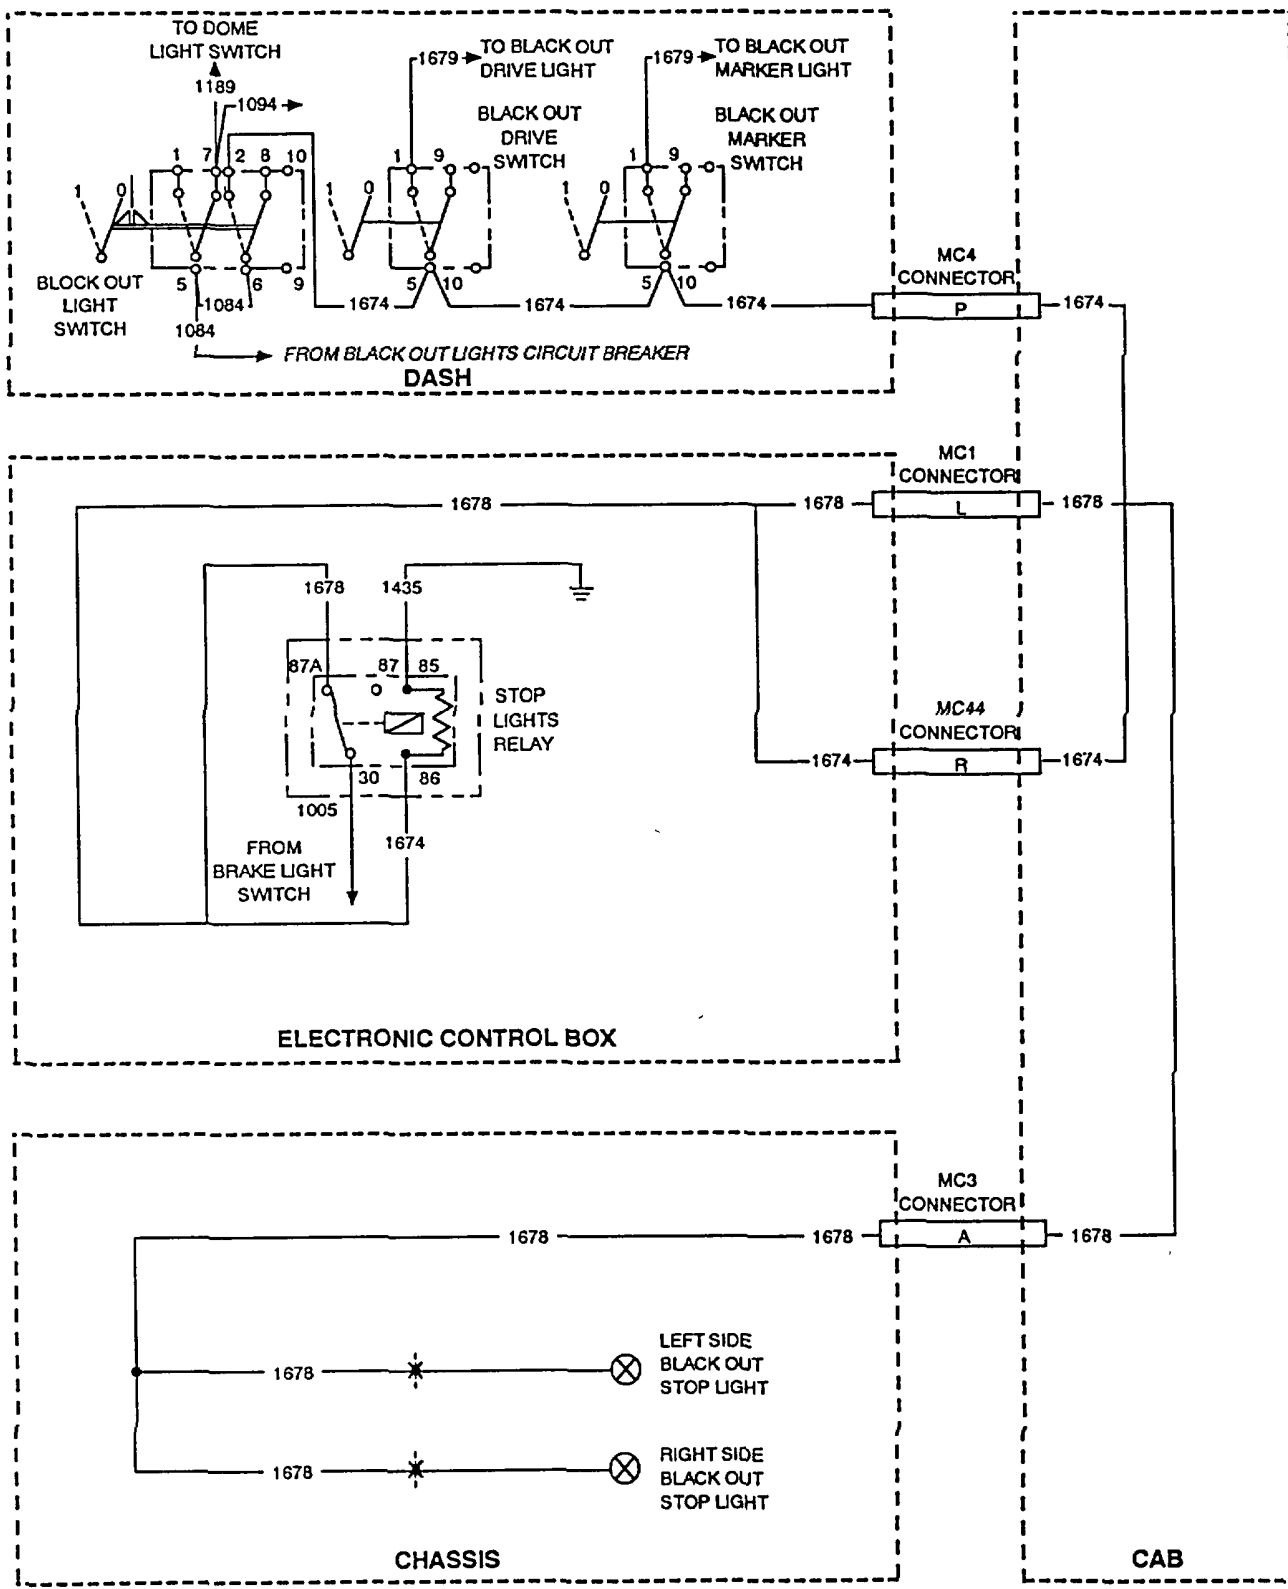 TO DOME
LIGHT SWITCH
1189
1094
1679
TO BLACK OUT
DRIVE LIGHT
1679
TO BLACK OUT
MARKER LIGHT
BLACK OUT
DRIVE
SWITCH
BLACK OUT
MARKER
SWITCH
1 7 2 8 10
1 9
1 9
1 0
1 0
1 0
BLOCK OUT
LIGHT
SWITCH
5 6 9
5 10
5 10
1084
1084
1674
1674
1674
MC4
CONNECTOR
P
1674
FROM BLACK OUT LIGHTS CIRCUIT BREAKER
DASH
MC1
CONNECTOR
1678
1678
L
1678
1678
1435
87A 87 85
STOP
LIGHTS
RELAY
30 86
1005
1674
FROM
BRAKE LIGHT
SWITCH
MC44
CONNECTOR
1674
R
1674
ELECTRONIC CONTROL BOX
MC3
CONNECTOR
1678
1678
A
1678
1678
LEFT SIDE
BLACK OUT
STOP LIGHT
1678
RIGHT SIDE
BLACK OUT
STOP LIGHT
CHASSIS
CAB